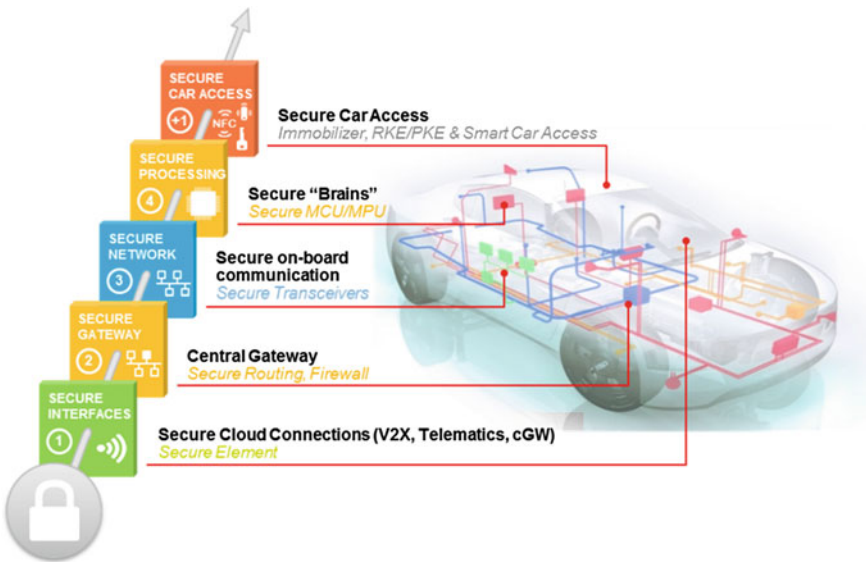 SECURE
CAR ACCESS
+1
NFC
Secure Car Access
Immobilizer, RKE/PKE & Smart Car Access
SECURE
PROCESSING
4
Secure “Brains”
Secure MCU/MPU
SECURE
NETWORK
3
Secure on-board
communication
Secure Transceivers
SECURE
GATEWAY
2
Central Gateway
Secure Routing, Firewall
SECURE
INTERFACES
1
Secure Cloud Connections (V2X, Telematics, cGW)
Secure Element